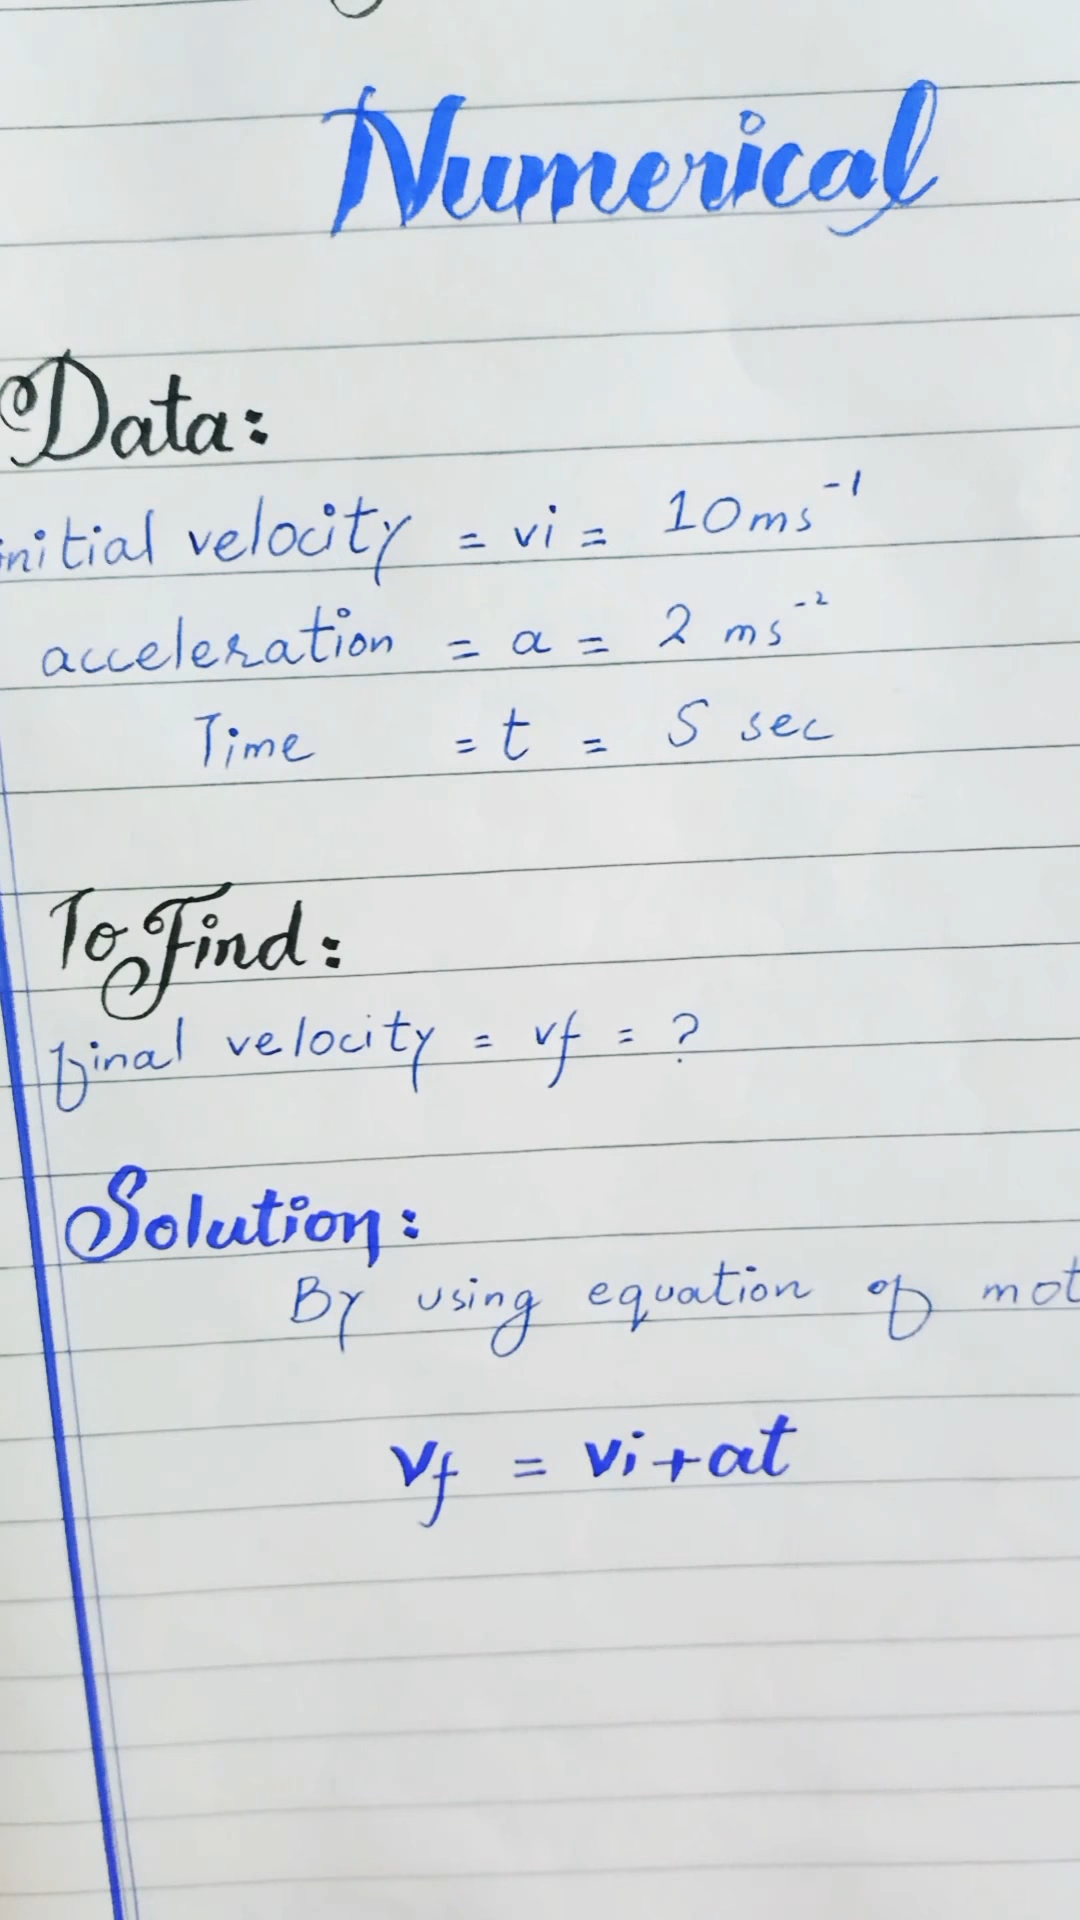 Numerical
Data:
initial velocity = vi = 10ms⁻¹
acceleration = a = 2 ms⁻²
Time = t = 5 sec
To Find:
final velocity = vf = ?
Solution:
By using equation of mot
vf = vi+at